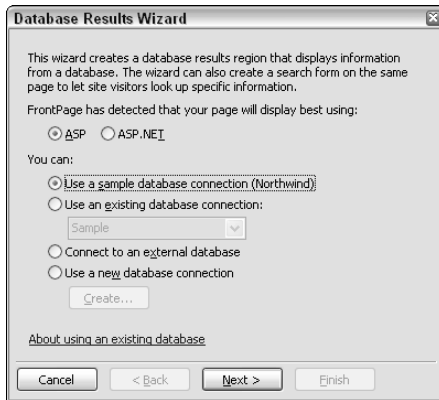 Database Results Wizard
This wizard creates a database results region that displays information
from a database. The wizard can also create a search form on the same
page to let site visitors look up specific information.
FrontPage has detected that your page will display best using:
ASP ASP.NET
You can:
Use a sample database connection (Northwind)
Use an existing database connection:
Sample
Connect to an external database
Use a new database connection
Create...
About using an existing database
Cancel < Back Next > Finish